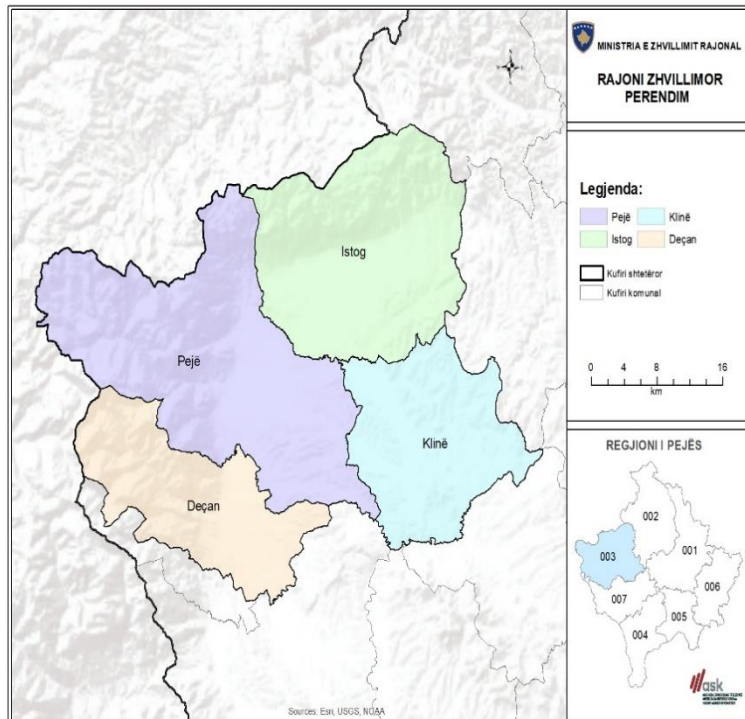 MINISTRIA E ZHVILLIMIT RAJONAL
RAJONI ZHVILLIMOR
PERENDIM
Legjenda:
Pejë
Klinë
Istog
Deçan
Kufiri shtetëror
Kufiri komunal
0 4 8 12 16
km
Istog
Pejë
Klinë
Deçan
Sources: Esri, USGS, NOAA
REGJIONI I PEJËS
002
003
001
006
007
005
004
ask